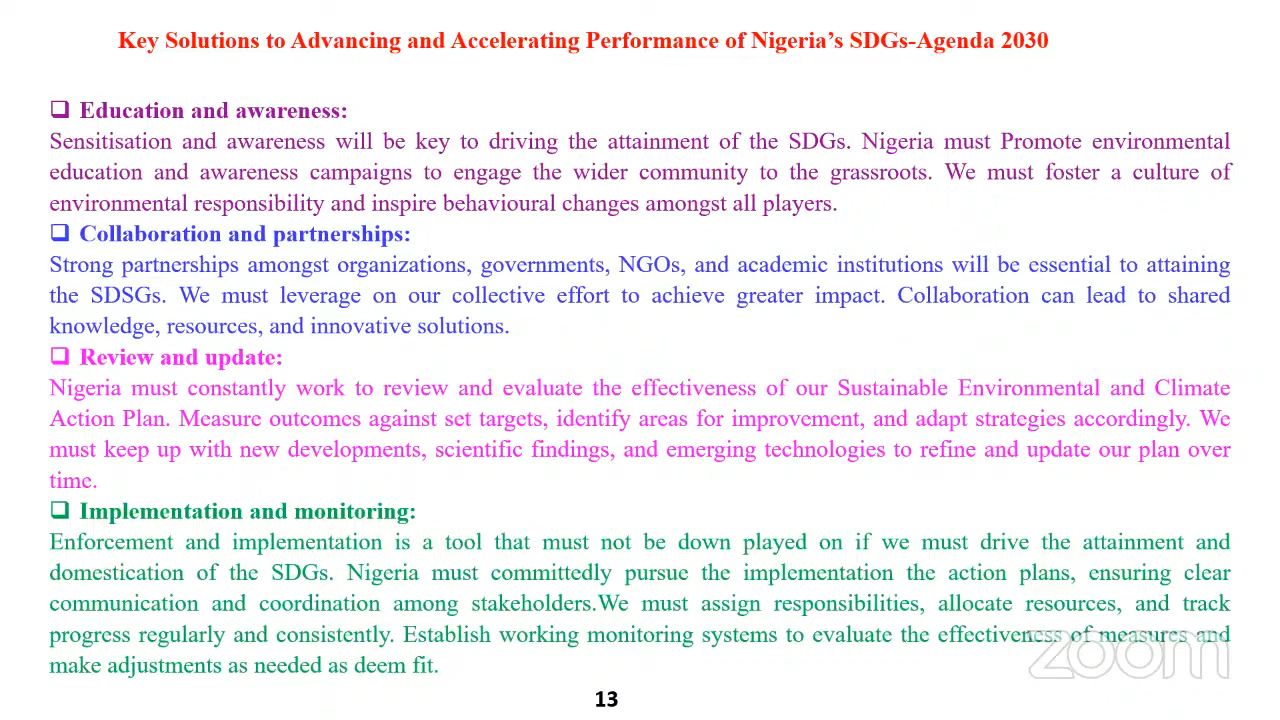 Key Solutions to Advancing and Accelerating Performance of Nigeria's SDGs-Agenda 2030
❑ Education and awareness:
Sensitisation and awareness will be key to driving the attainment of the SDGs. Nigeria must Promote environmental
education and awareness campaigns to engage the wider community to the grassroots. We must foster a culture of
environmental responsibility and inspire behavioural changes amongst all players.
❑ Collaboration and partnerships:
Strong partnerships amongst organizations, governments, NGOs, and academic institutions will be essential to attaining
the SDSGs. We must leverage on our collective effort to achieve greater impact. Collaboration can lead to shared
knowledge, resources, and innovative solutions.
❑ Review and update:
Nigeria must constantly work to review and evaluate the effectiveness of our Sustainable Environmental and Climate
Action Plan. Measure outcomes against set targets, identify areas for improvement, and adapt strategies accordingly. We
must keep up with new developments, scientific findings, and emerging technologies to refine and update our plan over
time.
❑ Implementation and monitoring:
Enforcement and implementation is a tool that must not be down played on if we must drive the attainment and
domestication of the SDGs. Nigeria must committedly pursue the implementation the action plans, ensuring clear
communication and coordination among stakeholders.We must assign responsibilities, allocate resources, and track
progress regularly and consistently. Establish working monitoring systems to evaluate the effectiveness of measures and
make adjustments as needed as deem fit.
zoom
13